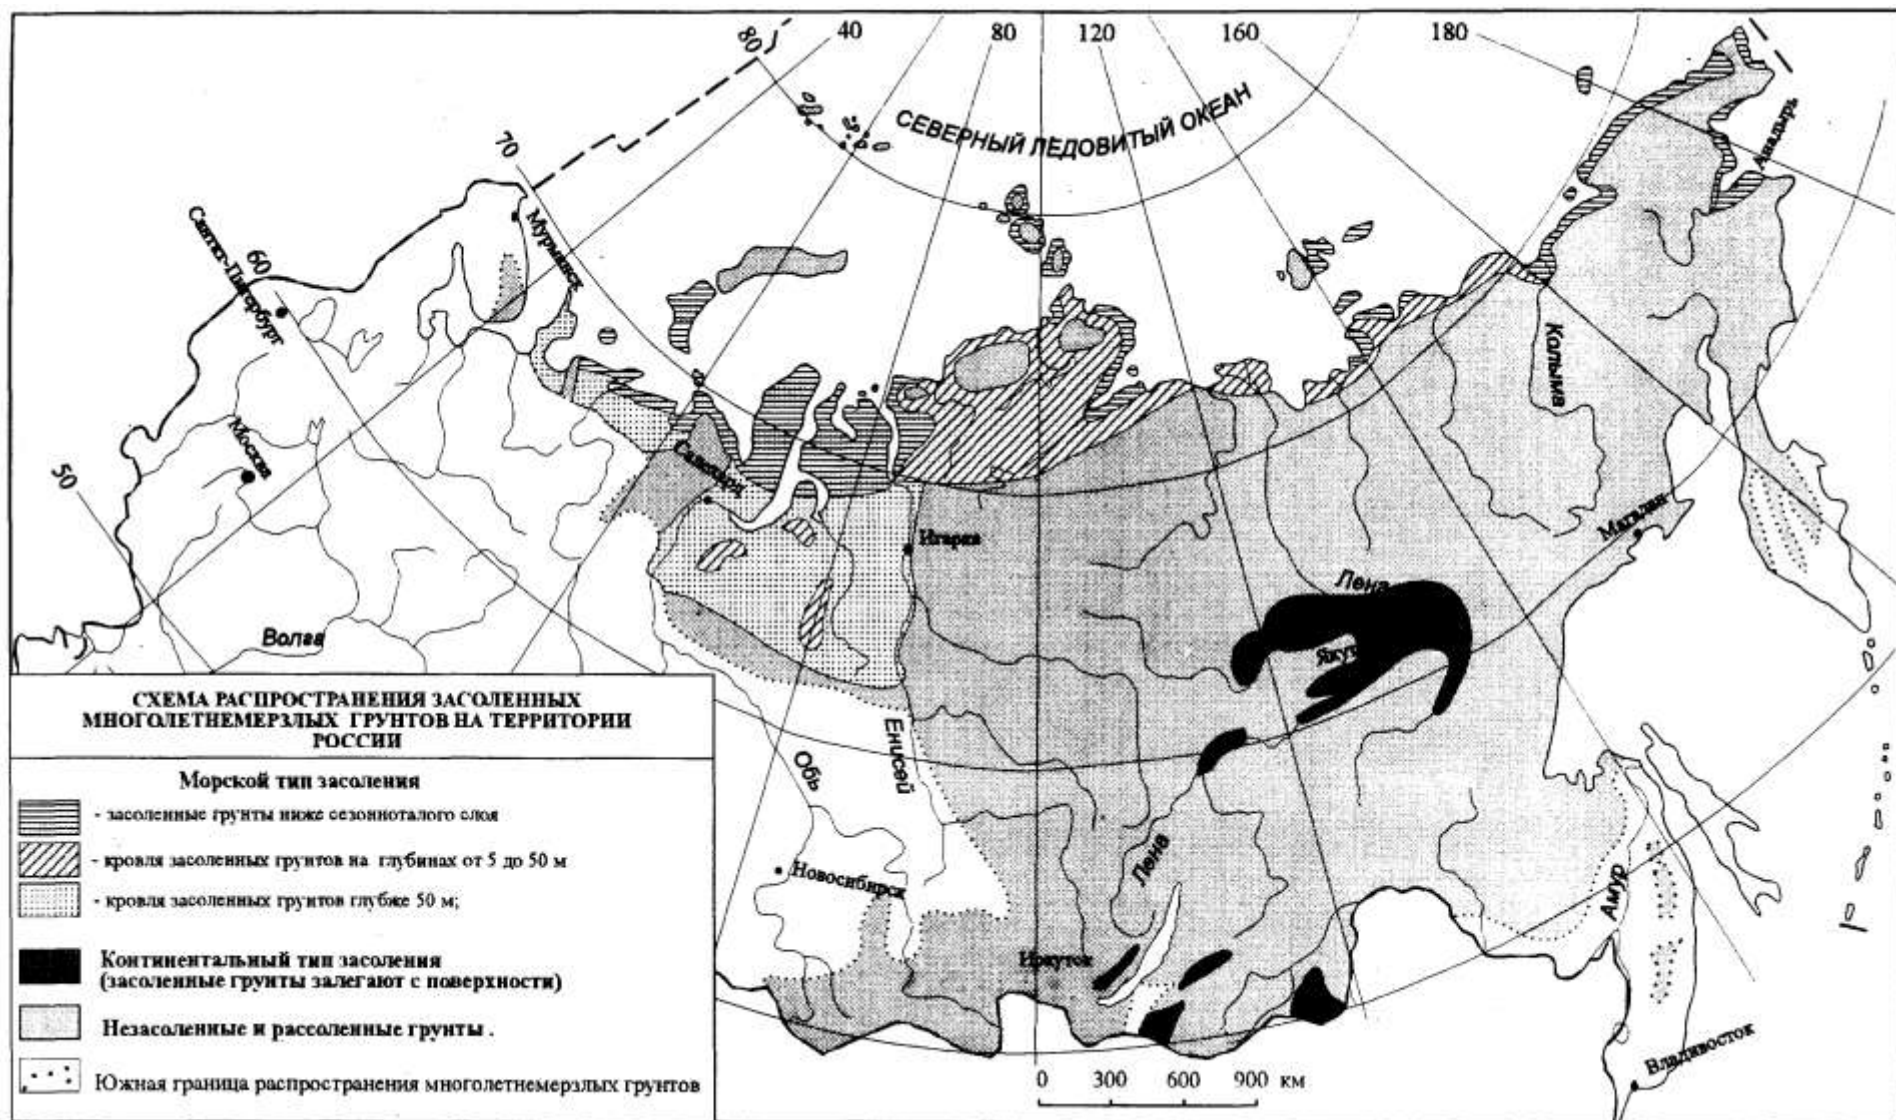 40
80
120
160
180
80
70
60
50
СЕВЕРНЫЙ ЛЕДОВИТЫЙ ОКЕАН
Анадырь
Мурманск
Москва
Салехард
Игарка
Колыма
Магадан
Лена
Волга
Енисей
Обь
Новосибирск
Лена
Амур
Владивосток
СХЕМА РАСПРОСТРАНЕНИЯ ЗАСОЛЕННЫХ
МНОГОЛЕТНЕМЕРЗЛЫХ ГРУНТОВ НА ТЕРРИТОРИИ
РОССИИ
Морской тип засоления
- засоленные грунты ниже сезонноталого слоя
- кровля засоленных грунтов на глубинах от 5 до 50 м
- кровля засоленных грунтов глубже 50 м;
Континентальный тип засоления
(засоленные грунты залегают с поверхности)
Незасоленные и рассоленные грунты .
Южная граница распространения многолетнемерзлых грунтов
0 300 600 900 км